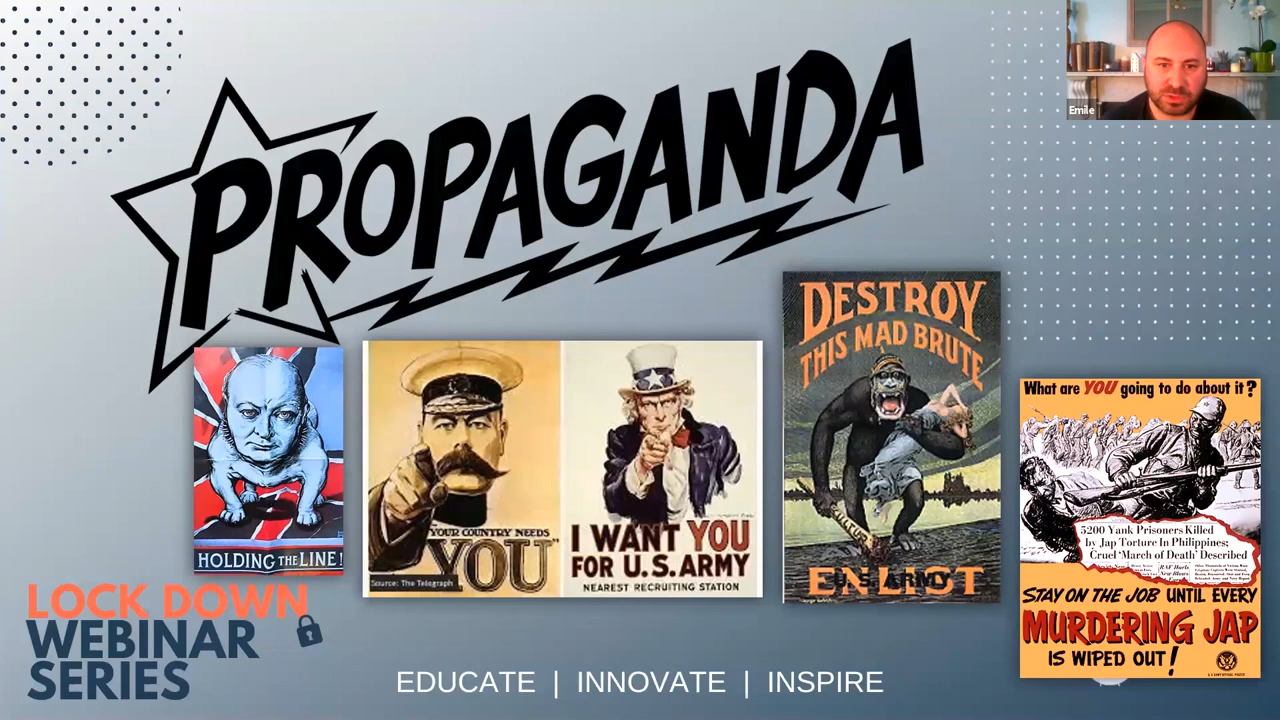 Emile
PROPAGANDA
HOLDING THE LINE!
"YOUR COUNTRY NEEDS
YOU"
Source: The Telegraph
I WANT YOU
FOR U.S. ARMY
NEAREST RECRUITING STATION
DESTROY
THIS MAD BRUTE
KULTUR
ENLIST
U.S. ARMY
What are YOU going to do about it?
5200 Yank Prisoners Killed
by Jap Torture In Philippines;
Cruel 'March of Death' Described
STAY ON THE JOB UNTIL EVERY
MURDERING JAP
IS WIPED OUT!
LOCK DOWN
WEBINAR
SERIES
EDUCATE | INNOVATE | INSPIRE